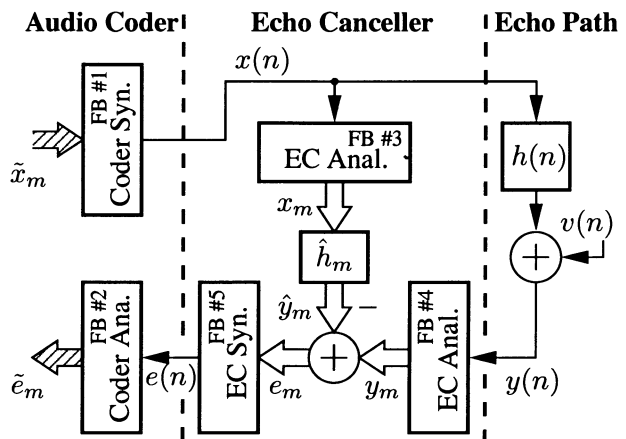 Audio Coder Echo Canceller Echo Path
x(n)
FB #1
Coder Syn.
FB #3
EC Anal.
h(n)
x̃_m
x_m
v(n)
ĥ_m
+
FB #2
Coder Ana.
FB #5
EC Syn.
ŷ_m −
FB #4
EC Anal.
+
ẽ_m
e(n)
e_m
y_m
y(n)